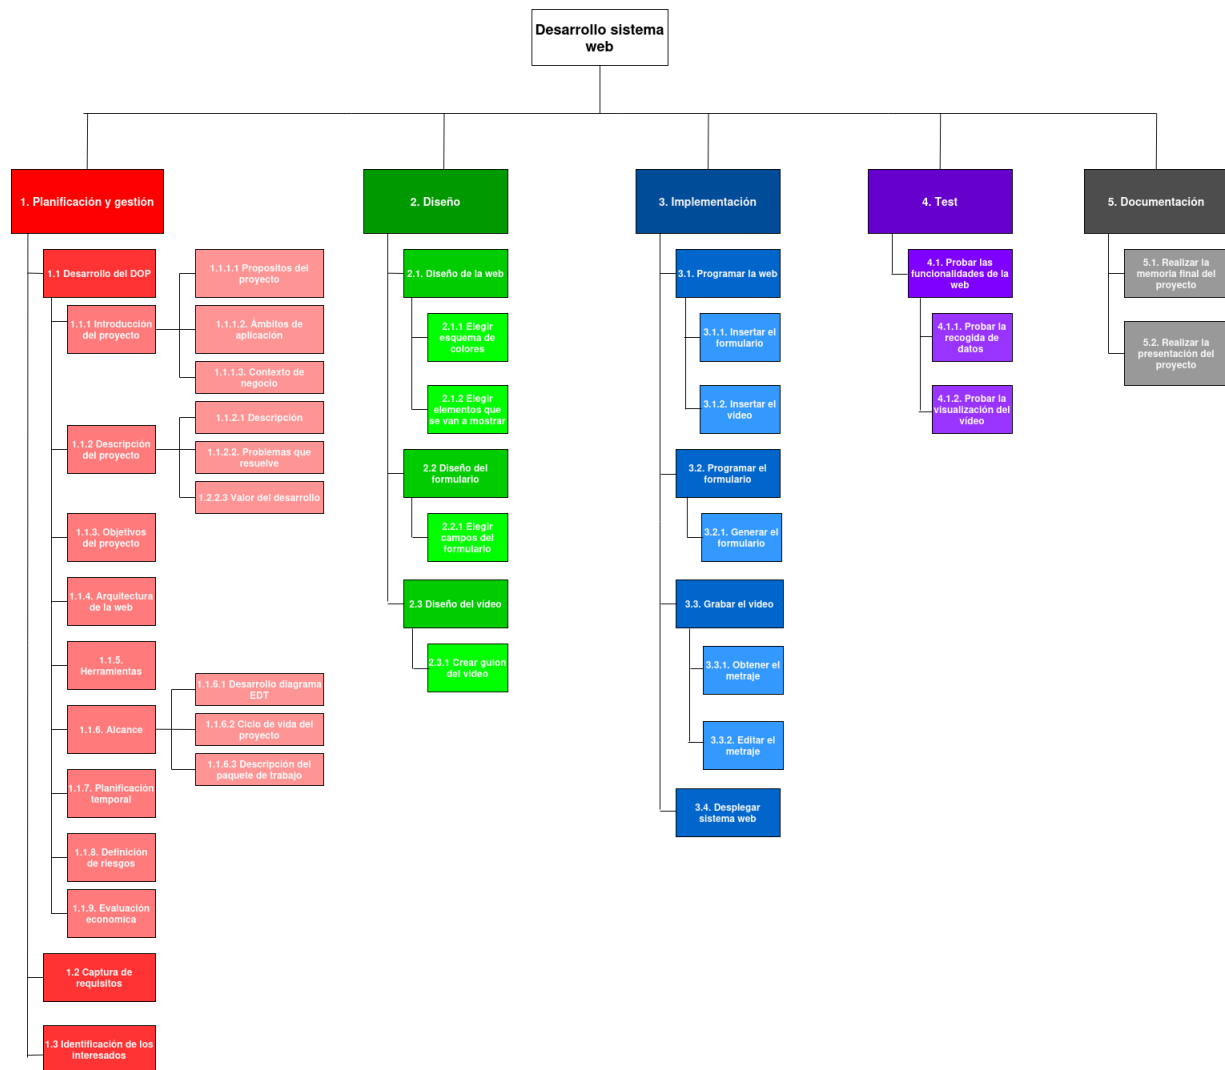 Desarrollo sistema
web
1. Planificación y gestión
2. Diseño
3. Implementación
4. Test
5. Documentación
1.1 Desarrollo del DOP
1.1.1 Introducción
del proyecto
1.1.1.1 Propositos del
proyecto
1.1.1.2. Ámbitos de
aplicación
1.1.1.3. Contexto de
negocio
1.1.2 Descripción
del proyecto
1.1.2.1 Descripción
1.1.2.2. Problemas que
resuelve
1.2.2.3 Valor del desarrollo
1.1.3. Objetivos
del proyecto
1.1.4. Arquitectura
de la web
1.1.5.
Herramientas
1.1.6. Alcance
1.1.6.1 Desarrollo diagrama
EDT
1.1.6.2 Ciclo de vida del
proyecto
1.1.6.3 Descripción del
paquete de trabajo
1.1.7. Planificación
temporal
1.1.8. Definición
de riesgos
1.1.9. Evaluación
economica
1.2 Captura de
requisitos
1.3 Identificación de los
interesados
2.1. Diseño de la web
2.1.1 Elegir
esquema de
colores
2.1.2 Elegir
elementos que
se van a mostrar
2.2 Diseño del
formulario
2.2.1 Elegir
campos del
formulario
2.3 Diseño del video
2.3.1 Crear guion
del video
3.1. Programar la web
3.1.1. Insertar el
formulario
3.1.2. Insertar el
video
3.2. Programar el
formulario
3.2.1. Generar el
formulario
3.3. Grabar el video
3.3.1. Obtener el
metraje
3.3.2. Editar el
metraje
3.4. Desplegar
sistema web
4.1. Probar las
funcionalidades de la
web
4.1.1. Probar la
recogida de
datos
4.1.2. Probar la
visualización del
video
5.1. Realizar la
memoria final del
proyecto
5.2. Realizar la
presentación del
proyecto